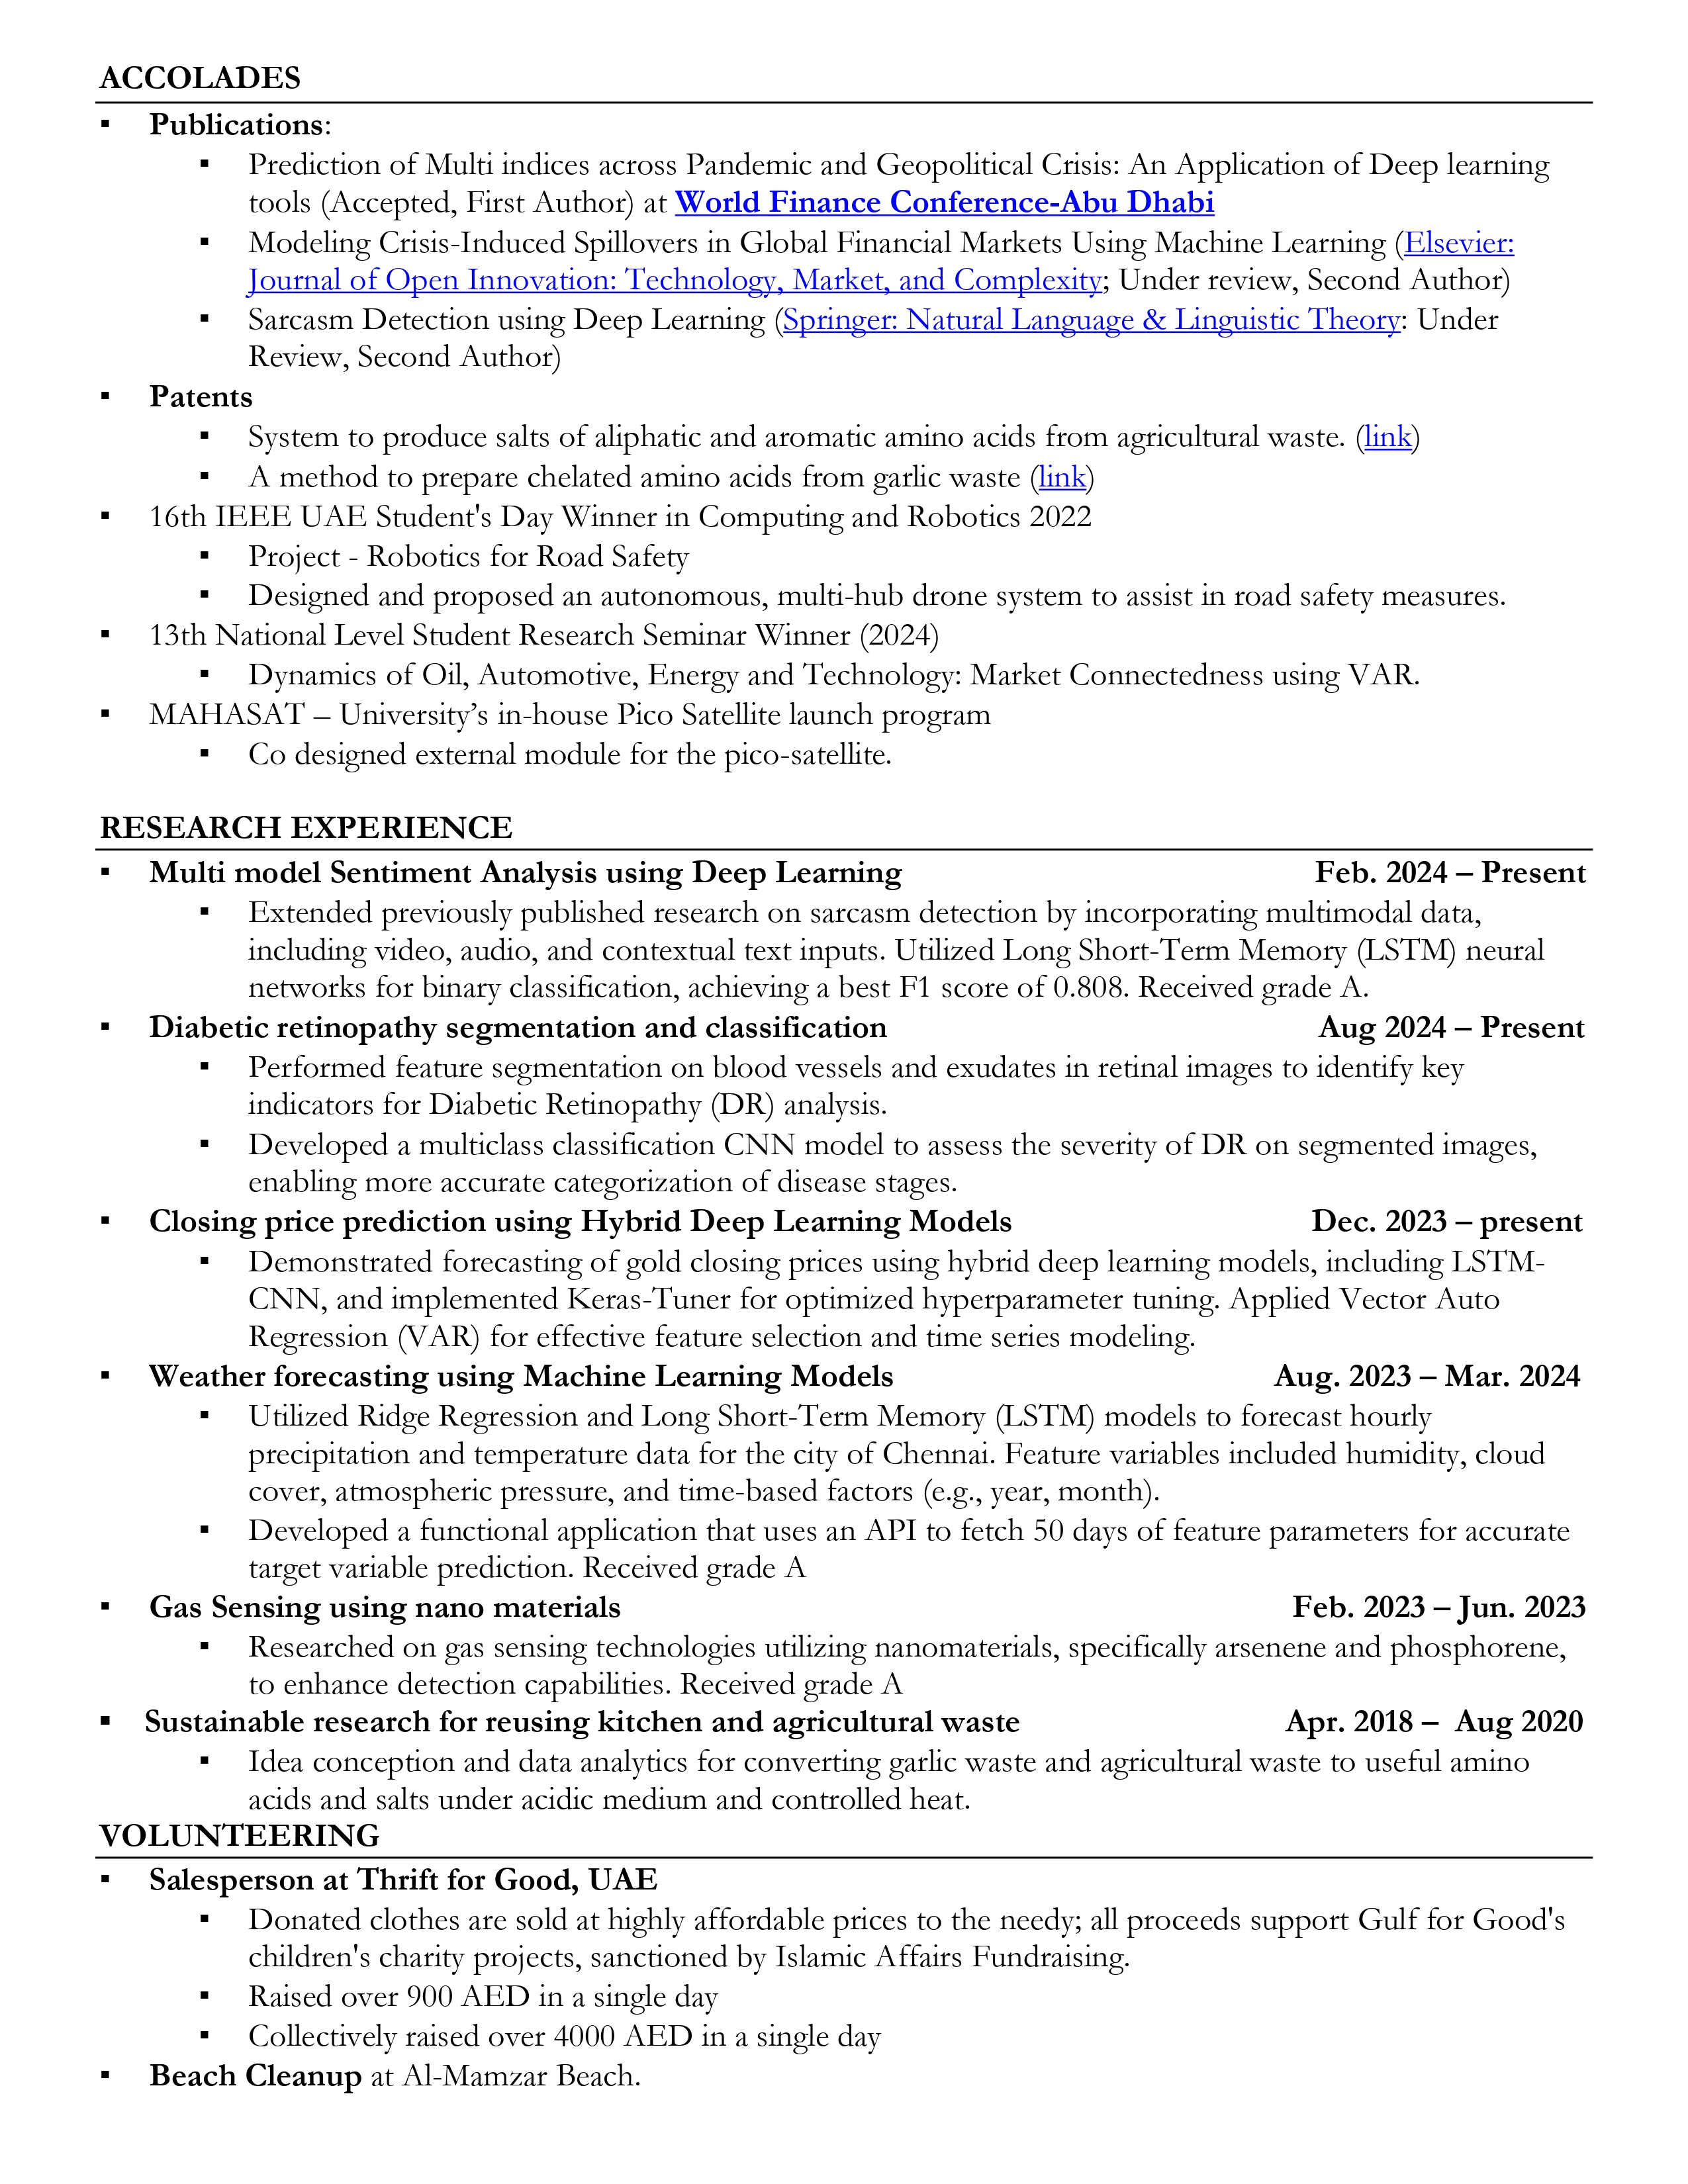 ACCOLADES
▪ Publications:
▪ Prediction of Multi indices across Pandemic and Geopolitical Crisis: An Application of Deep learning
tools (Accepted, First Author) at World Finance Conference-Abu Dhabi
▪ Modeling Crisis-Induced Spillovers in Global Financial Markets Using Machine Learning (Elsevier:
Journal of Open Innovation: Technology, Market, and Complexity; Under review, Second Author)
▪ Sarcasm Detection using Deep Learning (Springer: Natural Language & Linguistic Theory: Under
Review, Second Author)
▪ Patents
▪ System to produce salts of aliphatic and aromatic amino acids from agricultural waste. (link)
▪ A method to prepare chelated amino acids from garlic waste (link)
▪ 16th IEEE UAE Student's Day Winner in Computing and Robotics 2022
▪ Project - Robotics for Road Safety
▪ Designed and proposed an autonomous, multi-hub drone system to assist in road safety measures.
▪ 13th National Level Student Research Seminar Winner (2024)
▪ Dynamics of Oil, Automotive, Energy and Technology: Market Connectedness using VAR.
▪ MAHASAT – University’s in-house Pico Satellite launch program
▪ Co designed external module for the pico-satellite.
RESEARCH EXPERIENCE
▪ Multi model Sentiment Analysis using Deep Learning Feb. 2024 – Present
▪ Extended previously published research on sarcasm detection by incorporating multimodal data,
including video, audio, and contextual text inputs. Utilized Long Short-Term Memory (LSTM) neural
networks for binary classification, achieving a best F1 score of 0.808. Received grade A.
▪ Diabetic retinopathy segmentation and classification Aug 2024 – Present
▪ Performed feature segmentation on blood vessels and exudates in retinal images to identify key
indicators for Diabetic Retinopathy (DR) analysis.
▪ Developed a multiclass classification CNN model to assess the severity of DR on segmented images,
enabling more accurate categorization of disease stages.
▪ Closing price prediction using Hybrid Deep Learning Models Dec. 2023 – present
▪ Demonstrated forecasting of gold closing prices using hybrid deep learning models, including LSTM-
CNN, and implemented Keras-Tuner for optimized hyperparameter tuning. Applied Vector Auto
Regression (VAR) for effective feature selection and time series modeling.
▪ Weather forecasting using Machine Learning Models Aug. 2023 – Mar. 2024
▪ Utilized Ridge Regression and Long Short-Term Memory (LSTM) models to forecast hourly
precipitation and temperature data for the city of Chennai. Feature variables included humidity, cloud
cover, atmospheric pressure, and time-based factors (e.g., year, month).
▪ Developed a functional application that uses an API to fetch 50 days of feature parameters for accurate
target variable prediction. Received grade A
▪ Gas Sensing using nano materials Feb. 2023 – Jun. 2023
▪ Researched on gas sensing technologies utilizing nanomaterials, specifically arsenene and phosphorene,
to enhance detection capabilities. Received grade A
▪ Sustainable research for reusing kitchen and agricultural waste Apr. 2018 – Aug 2020
▪ Idea conception and data analytics for converting garlic waste and agricultural waste to useful amino
acids and salts under acidic medium and controlled heat.
VOLUNTEERING
▪ Salesperson at Thrift for Good, UAE
▪ Donated clothes are sold at highly affordable prices to the needy; all proceeds support Gulf for Good's
children's charity projects, sanctioned by Islamic Affairs Fundraising.
▪ Raised over 900 AED in a single day
▪ Collectively raised over 4000 AED in a single day
▪ Beach Cleanup at Al-Mamzar Beach.